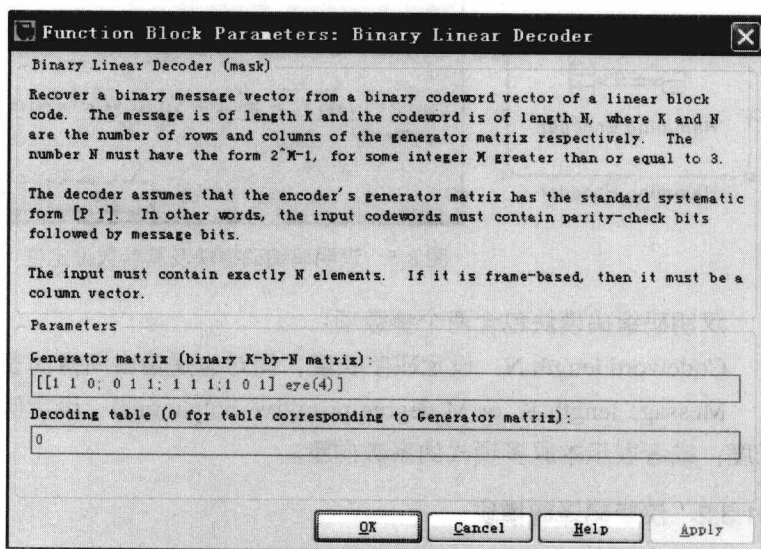 Function Block Parameters: Binary Linear Decoder
Binary Linear Decoder (mask)
Recover a binary message vector from a binary codeword vector of a linear block
code. The message is of length K and the codeword is of length N, where K and N
are the number of rows and columns of the generator matrix respectively. The
number N must have the form 2^M-1, for some integer M greater than or equal to 3.
The decoder assumes that the encoder's generator matrix has the standard systematic
form [P I]. In other words, the input codewords must contain parity-check bits
followed by message bits.
The input must contain exactly N elements. If it is frame-based, then it must be a
column vector.
Parameters
Generator matrix (binary K-by-N matrix):
[[1 1 0; 0 1 1; 1 1 1;1 0 1] eye(4)]
Decoding table (0 for table corresponding to Generator matrix):
0
OK Cancel Help Apply